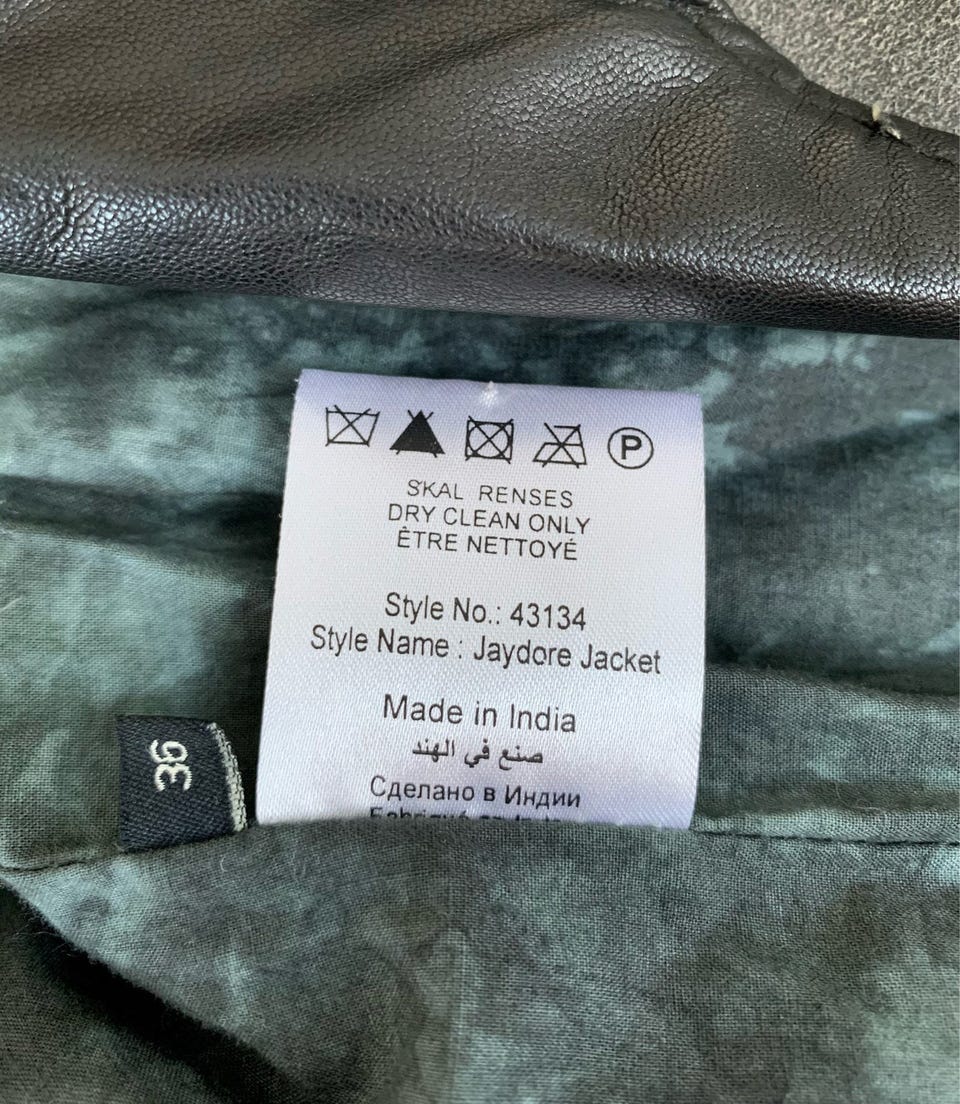 P
SKAL RENSES
DRY CLEAN ONLY
ÊTRE NETTOYÉ
Style No.: 43134
Style Name : Jaydore Jacket
Made in India
صنع في الهند
Сделано в Индии
36